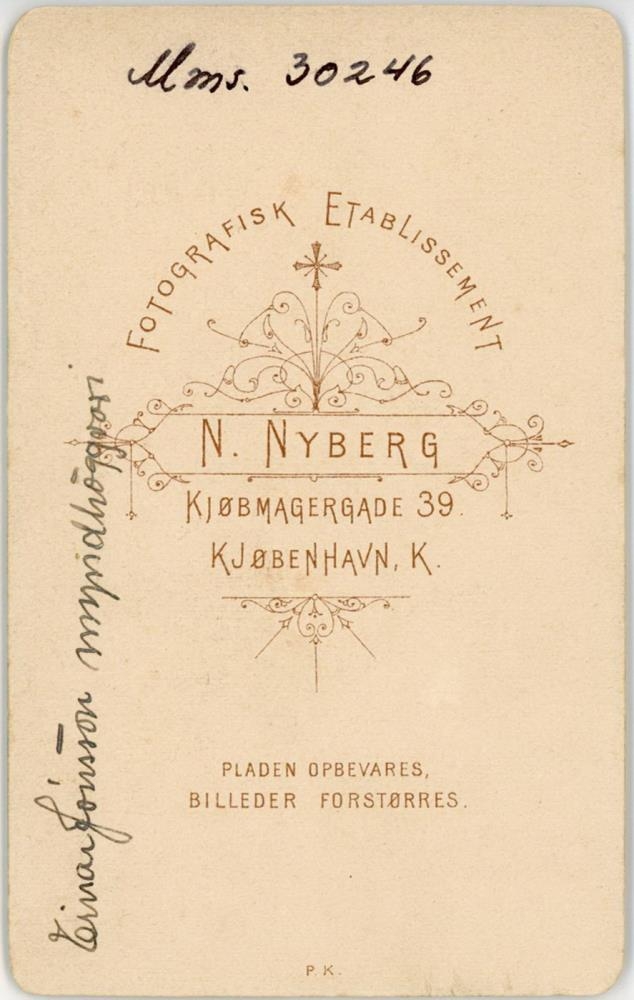 Mms. 30246
FOTOGRAFISK ETABLISSEMENT
N. NYBERG
KJØBMAGERGADE 39.
KJØBENHAVN, K.
PLADEN OPBEVARES,
BILLEDER FORSTØRRES.
P. K.
Einar Jónsson myndhöggvari